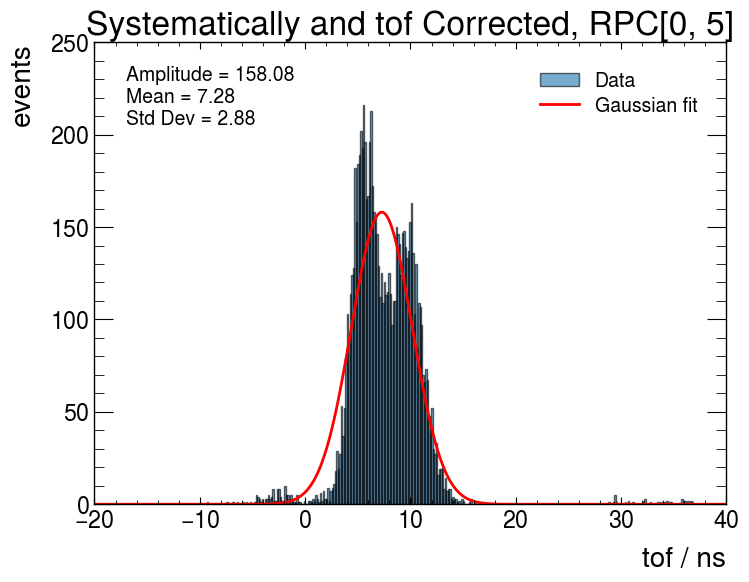 Systematically and tof Corrected, RPC[0, 5]
events
250
200
150
100
50
0
Amplitude = 158.08
Mean = 7.28
Std Dev = 2.88
Data
Gaussian fit
−20 −10 0 10 20 30 40
tof / ns